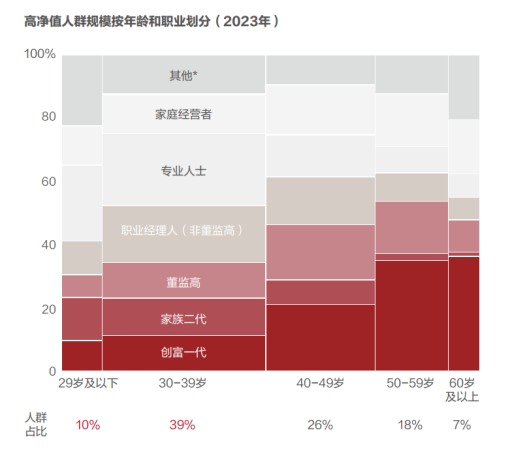 高净值人群规模按年龄和职业划分（2023年）
100%
80
60
40
20
0
其他*
家庭经营者
专业人士
职业经理人（非董监高）
董监高
家族二代
创富一代
29岁及以下 30-39岁 40-49岁 50-59岁 60岁
及以上
人群
占比
10% 39% 26% 18% 7%